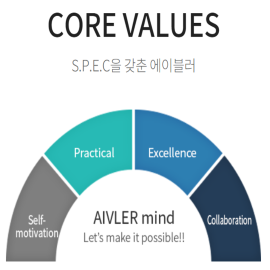 CORE VALUES
S.P.E.C을 갖춘 에이블러
Practical
Excellence
Self-
motivation
Collaboration
AIVLER mind
Let's make it possible!!